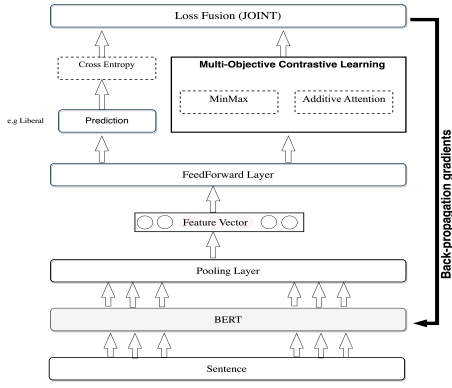 Loss Fusion (JOINT)
Cross Entropy
Multi-Objective Contrastive Learning
MinMax
Additive Attention
e.g Liberal
Prediction
FeedForward Layer
Feature Vector
Pooling Layer
BERT
Sentence
Back-propagation gradients